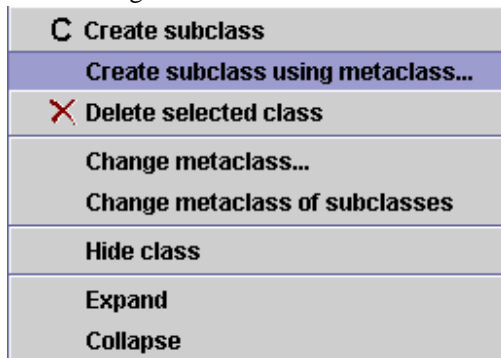 C Create subclass
Create subclass using metaclass...
Delete selected class
Change metaclass...
Change metaclass of subclasses
Hide class
Expand
Collapse